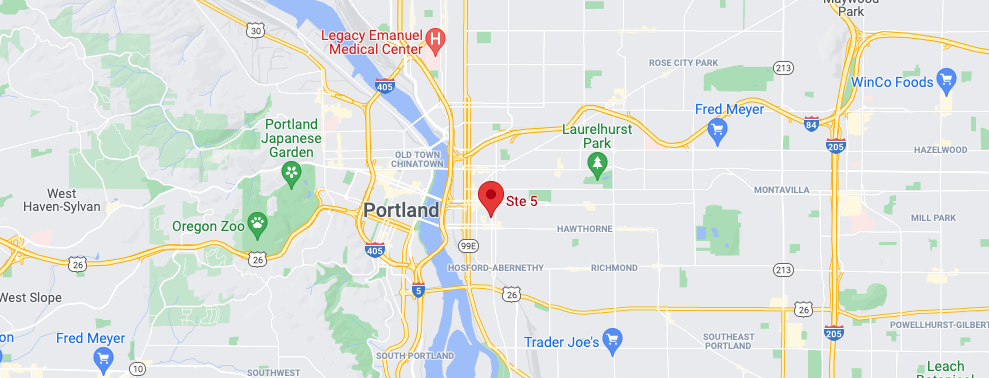 Maywood
Park
30
Legacy Emanuel
Medical Center
H
ROSE CITY PARK
213
405
WinCo Foods
Fred Meyer
84
Portland
Japanese
Garden
Laurelhurst
Park
205
OLD TOWN
CHINATOWN
HAZELWOOD
West
Haven-Sylvan
MONTAVILLA
Ste 5
Portland
MILL PARK
Oregon Zoo
HAWTHORNE
99E
405
26
26
HOSFORD-ABERNETHY
RICHMOND
213
5
26
26
West Slope
POWELLHURST-GILBERT
205
on
Fred Meyer
Trader Joe's
SOUTHEAST
PORTLAND
SOUTH PORTLAND
10
SOUTHWEST
Leach
Botanical